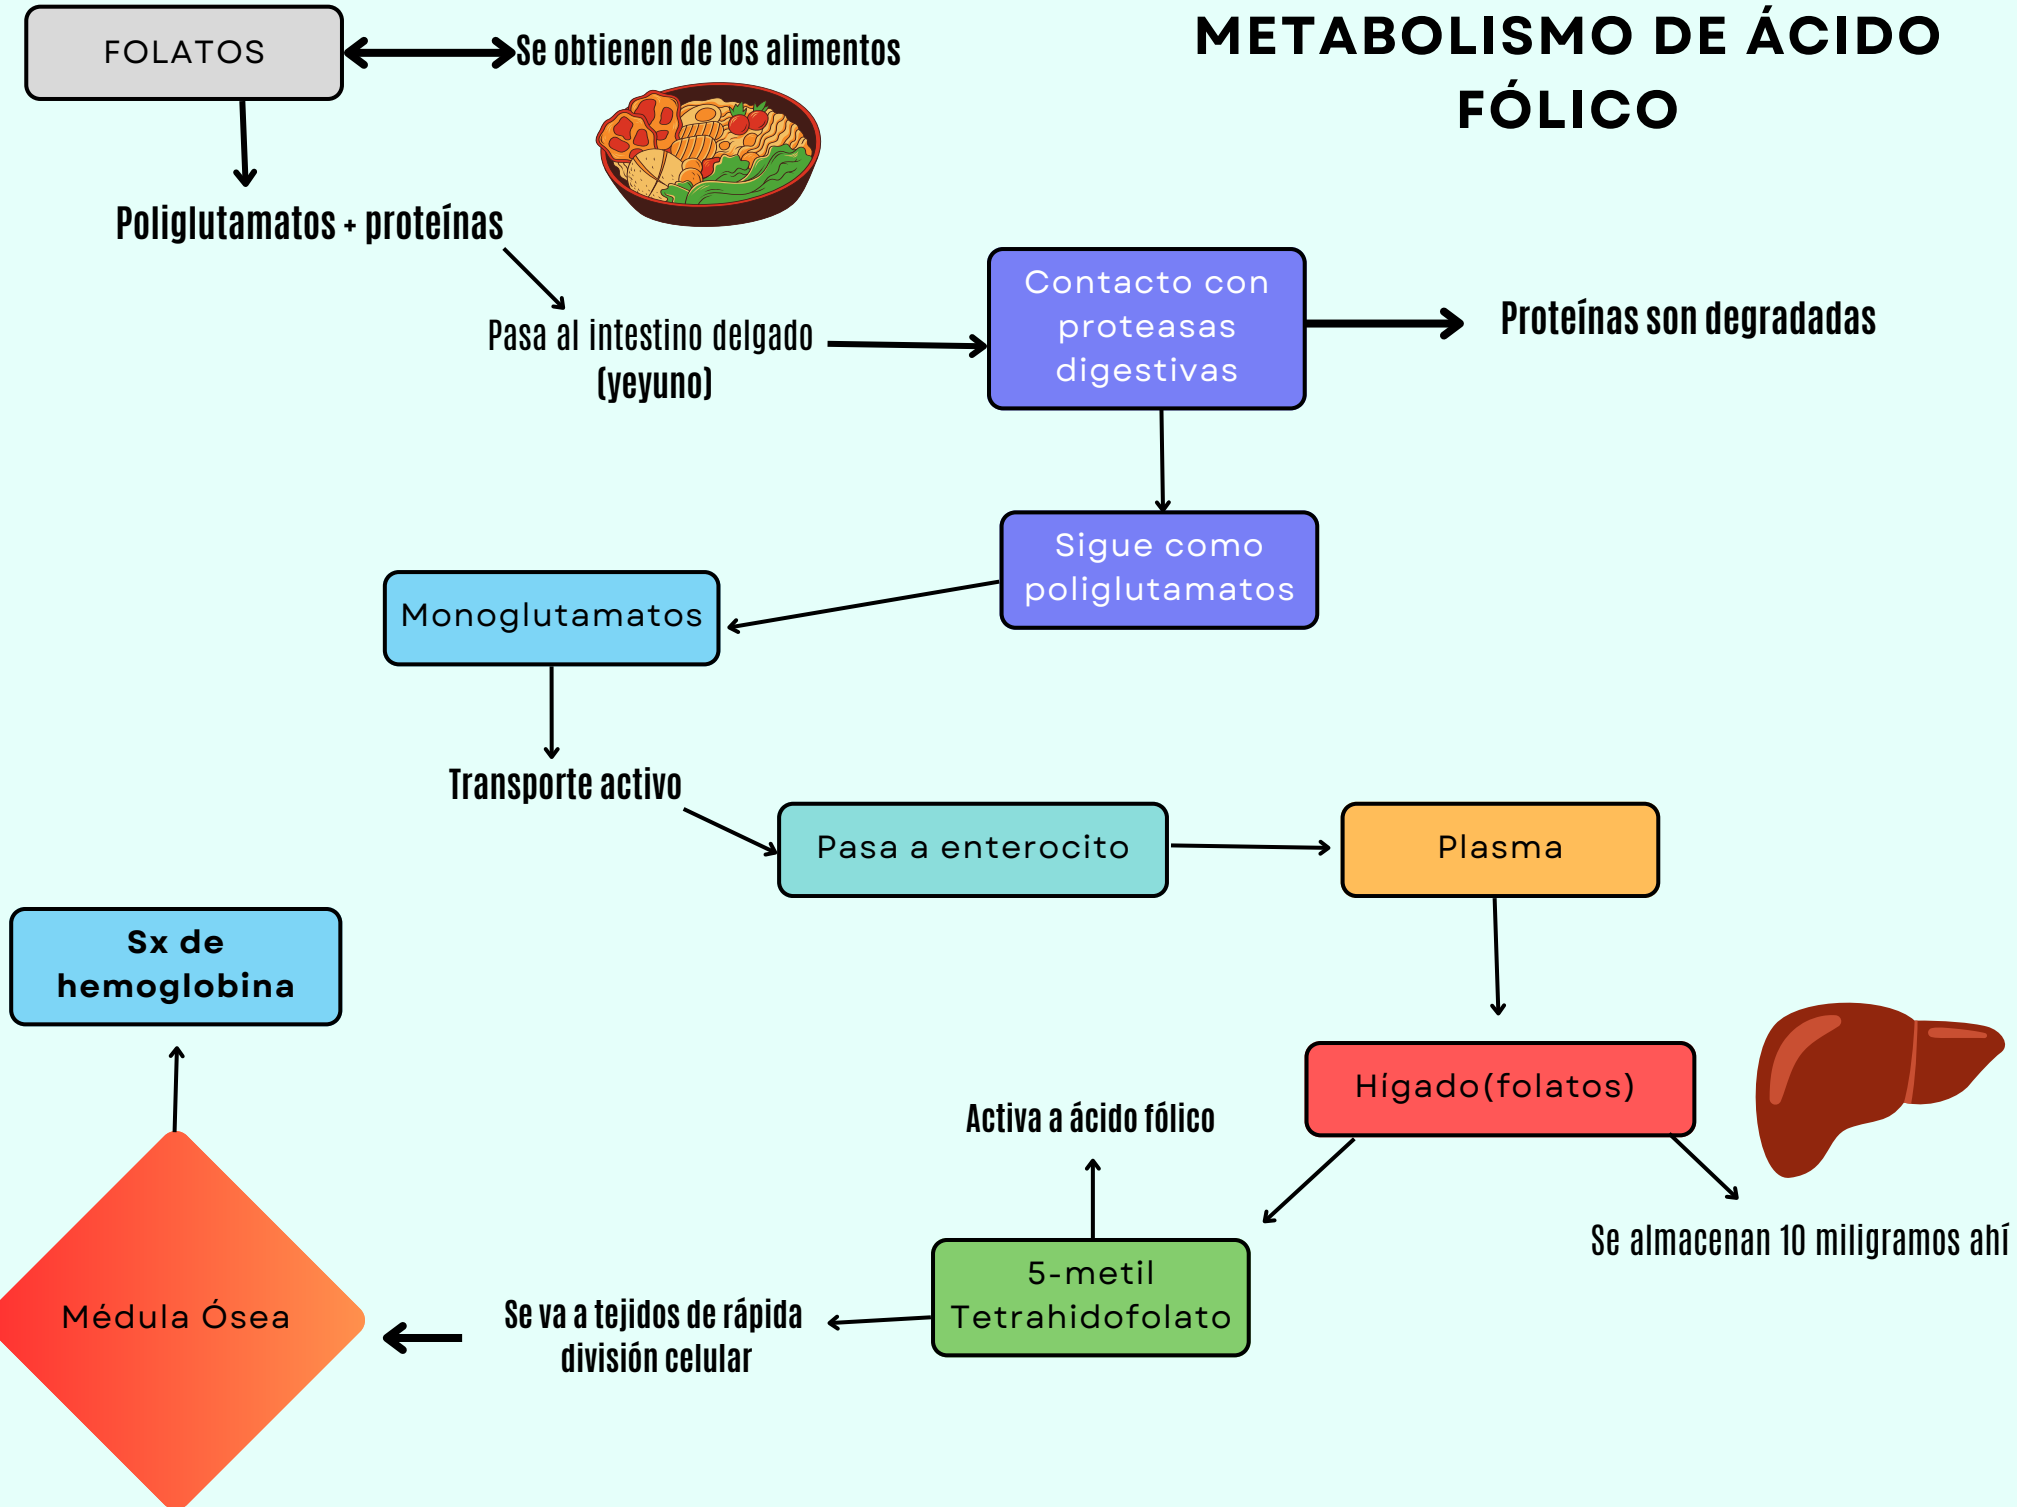 METABOLISMO DE ÁCIDO
FÓLICO
FOLATOS
Se obtienen de los alimentos
Poliglutamatos + proteínas
Pasa al intestino delgado
(yeyuno)
Contacto con
proteasas
digestivas
Proteínas son degradadas
Sigue como
poliglutamatos
Monoglutamatos
Transporte activo
Pasa a enterocito
Plasma
Hígado(folatos)
Se almacenan 10 miligramos ahí
Activa a ácido fólico
5-metil
Tetrahidofolato
Se va a tejidos de rápida
división celular
Médula Ósea
Sx de
hemoglobina